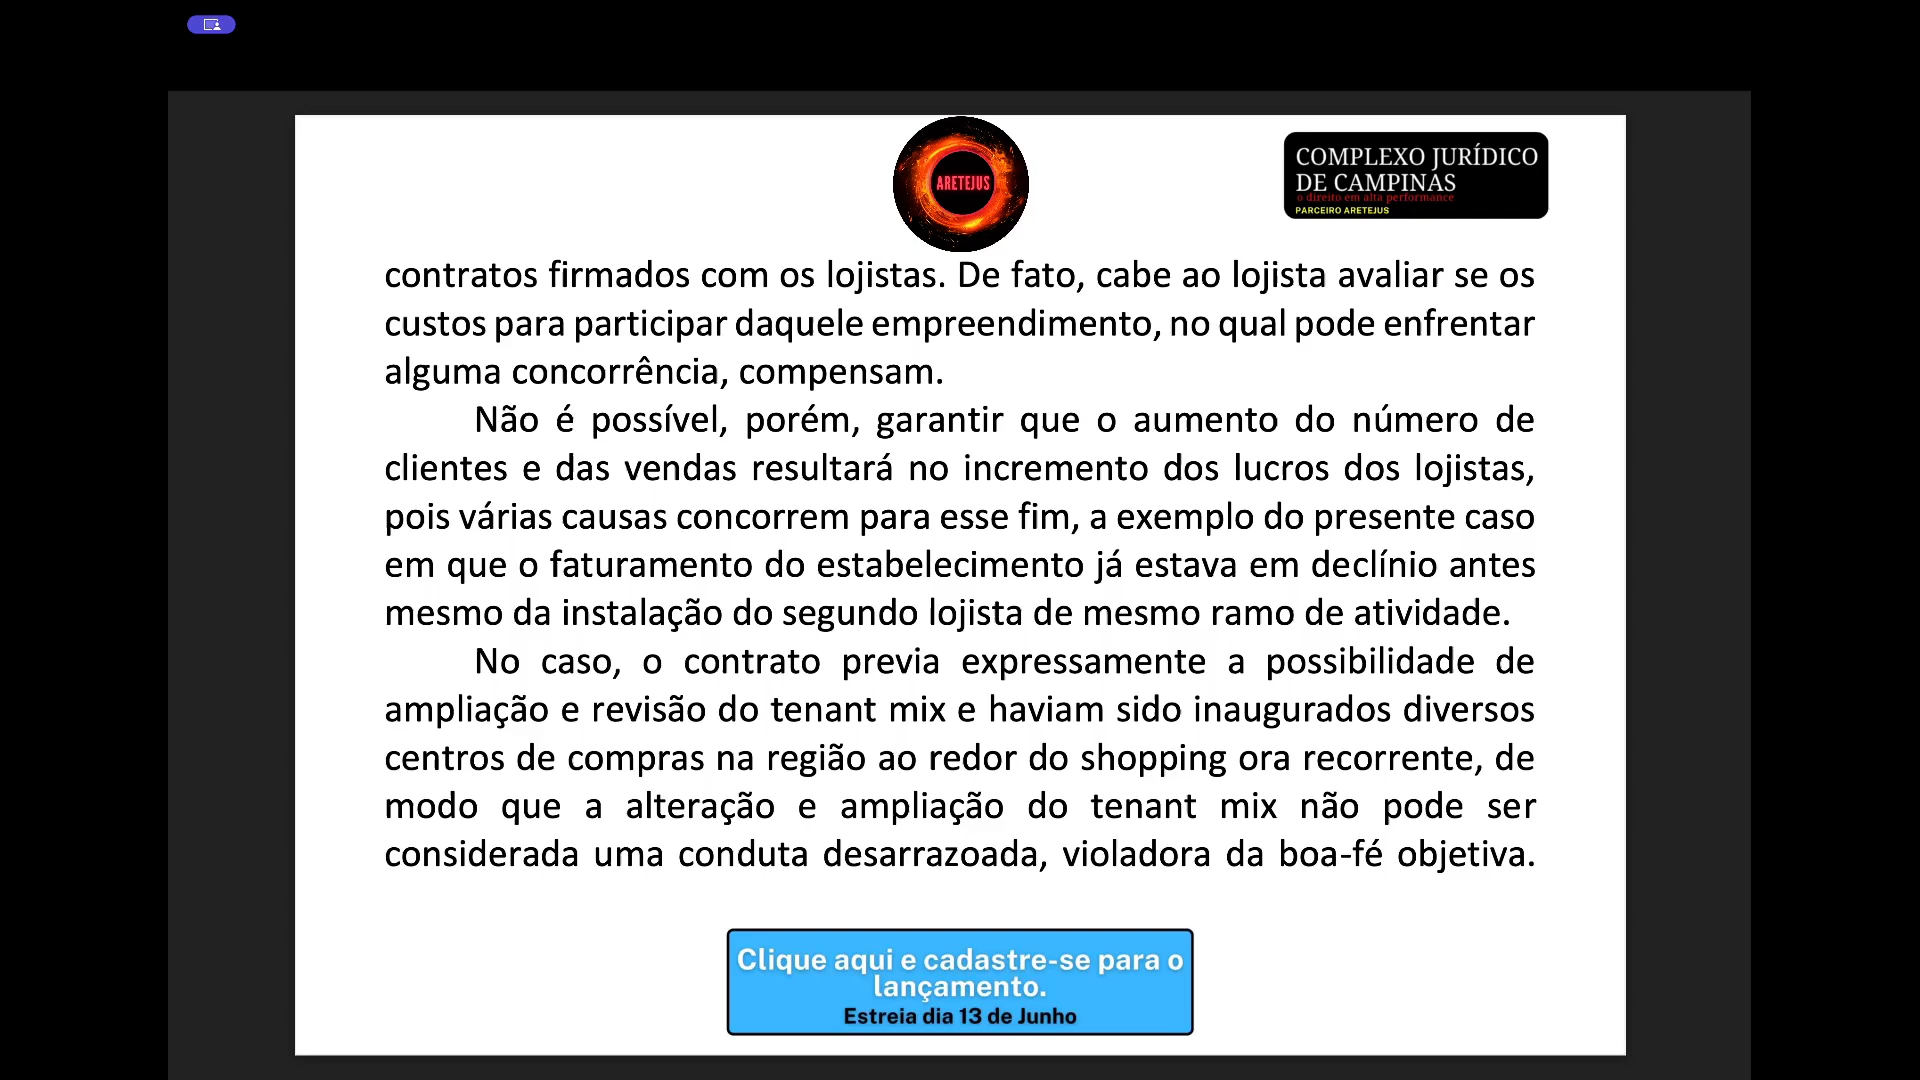 ARETEJUS
COMPLEXO JURÍDICO
DE CAMPINAS
o direito em alta performance
PARCEIRO ARETEJUS
contratos firmados com os lojistas. De fato, cabe ao lojista avaliar se os
custos para participar daquele empreendimento, no qual pode enfrentar
alguma concorrência, compensam.
Não é possível, porém, garantir que o aumento do número de
clientes e das vendas resultará no incremento dos lucros dos lojistas,
pois várias causas concorrem para esse fim, a exemplo do presente caso
em que o faturamento do estabelecimento já estava em declínio antes
mesmo da instalação do segundo lojista de mesmo ramo de atividade.
No caso, o contrato previa expressamente a possibilidade de
ampliação e revisão do tenant mix e haviam sido inaugurados diversos
centros de compras na região ao redor do shopping ora recorrente, de
modo que a alteração e ampliação do tenant mix não pode ser
considerada uma conduta desarrazoada, violadora da boa-fé objetiva.
Clique aqui e cadastre-se para o
lançamento.
Estreia dia 13 de Junho